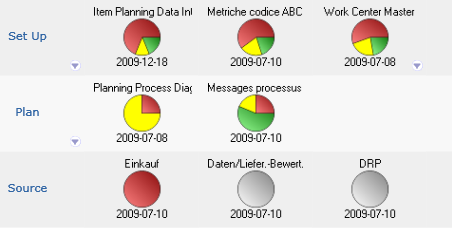 Item Planning Data Int Metriche codice ABC Work Center Master
Set Up
2009-12-18 2009-07-10 2009-07-08
Planning Process Diag Messages processus
Plan
2009-07-08 2009-07-10
Einkauf Daten/Liefer.-Bewert. DRP
Source
2009-07-10 2009-07-10 2009-07-10